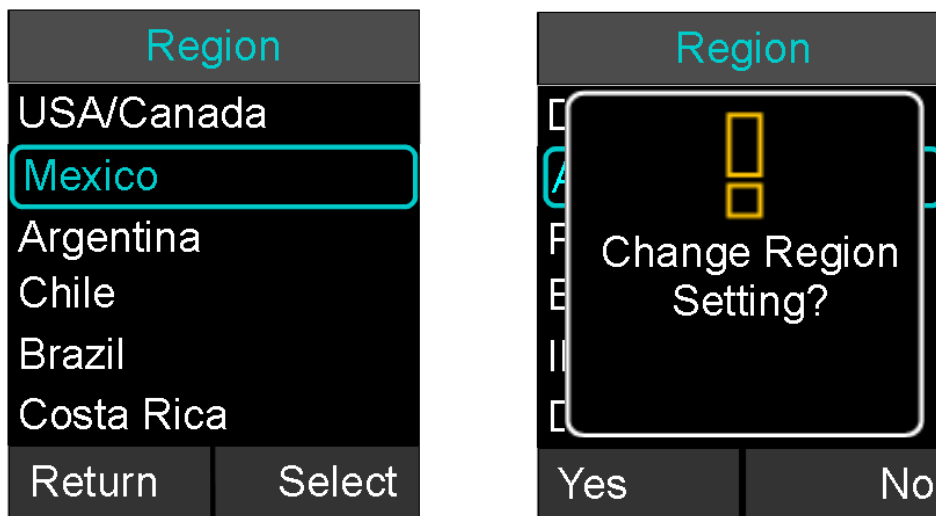 Region
USA/Canada
Mexico
Argentina
Chile
Brazil
Costa Rica
Return Select
Region
Change Region
Setting?
Yes No